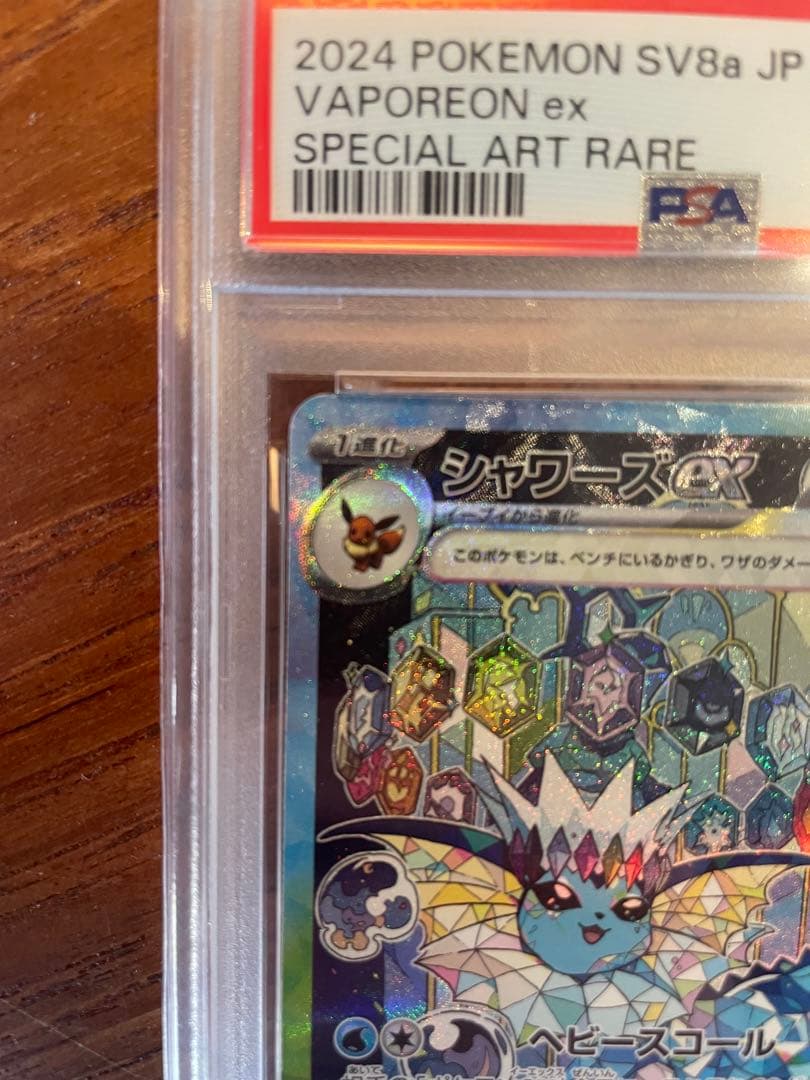 2024 POKEMON SV8a JP
VAPOREON ex
SPECIAL ART RARE
PSA
1進化
シャワーズex
イーブイから進化
このポケモンは、ベンチにいるかぎり、ワザのダメー
ヘビースコール